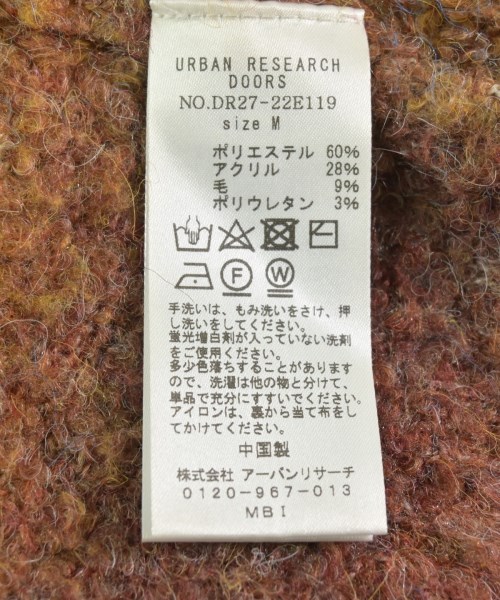 URBAN RESEARCH
DOORS
NO.DR27-22E119
size M
ポリエステル 60%
アクリル 28%
毛 9%
ポリウレタン 3%
F W
手洗いは、もみ洗いをさけ、押
し洗いをしてください。
蛍光増白剤が入っていない洗剤
をご使用ください。
多少色落ちすることがあります
ので、洗濯は他の物と分けて、
単品で充分にすすいでください。
アイロンは、裏から当て布をし
てかけてください。
中国製
株式会社 アーバンリサーチ
0120-967-013
MBI